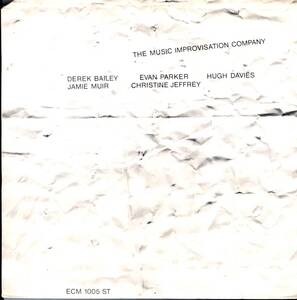 THE MUSIC IMPROVISATION COMPANY
DEREK BAILEY EVAN PARKER HUGH DAVIES
JAMIE MUIR CHRISTINE JEFFREY
ECM 1005 ST